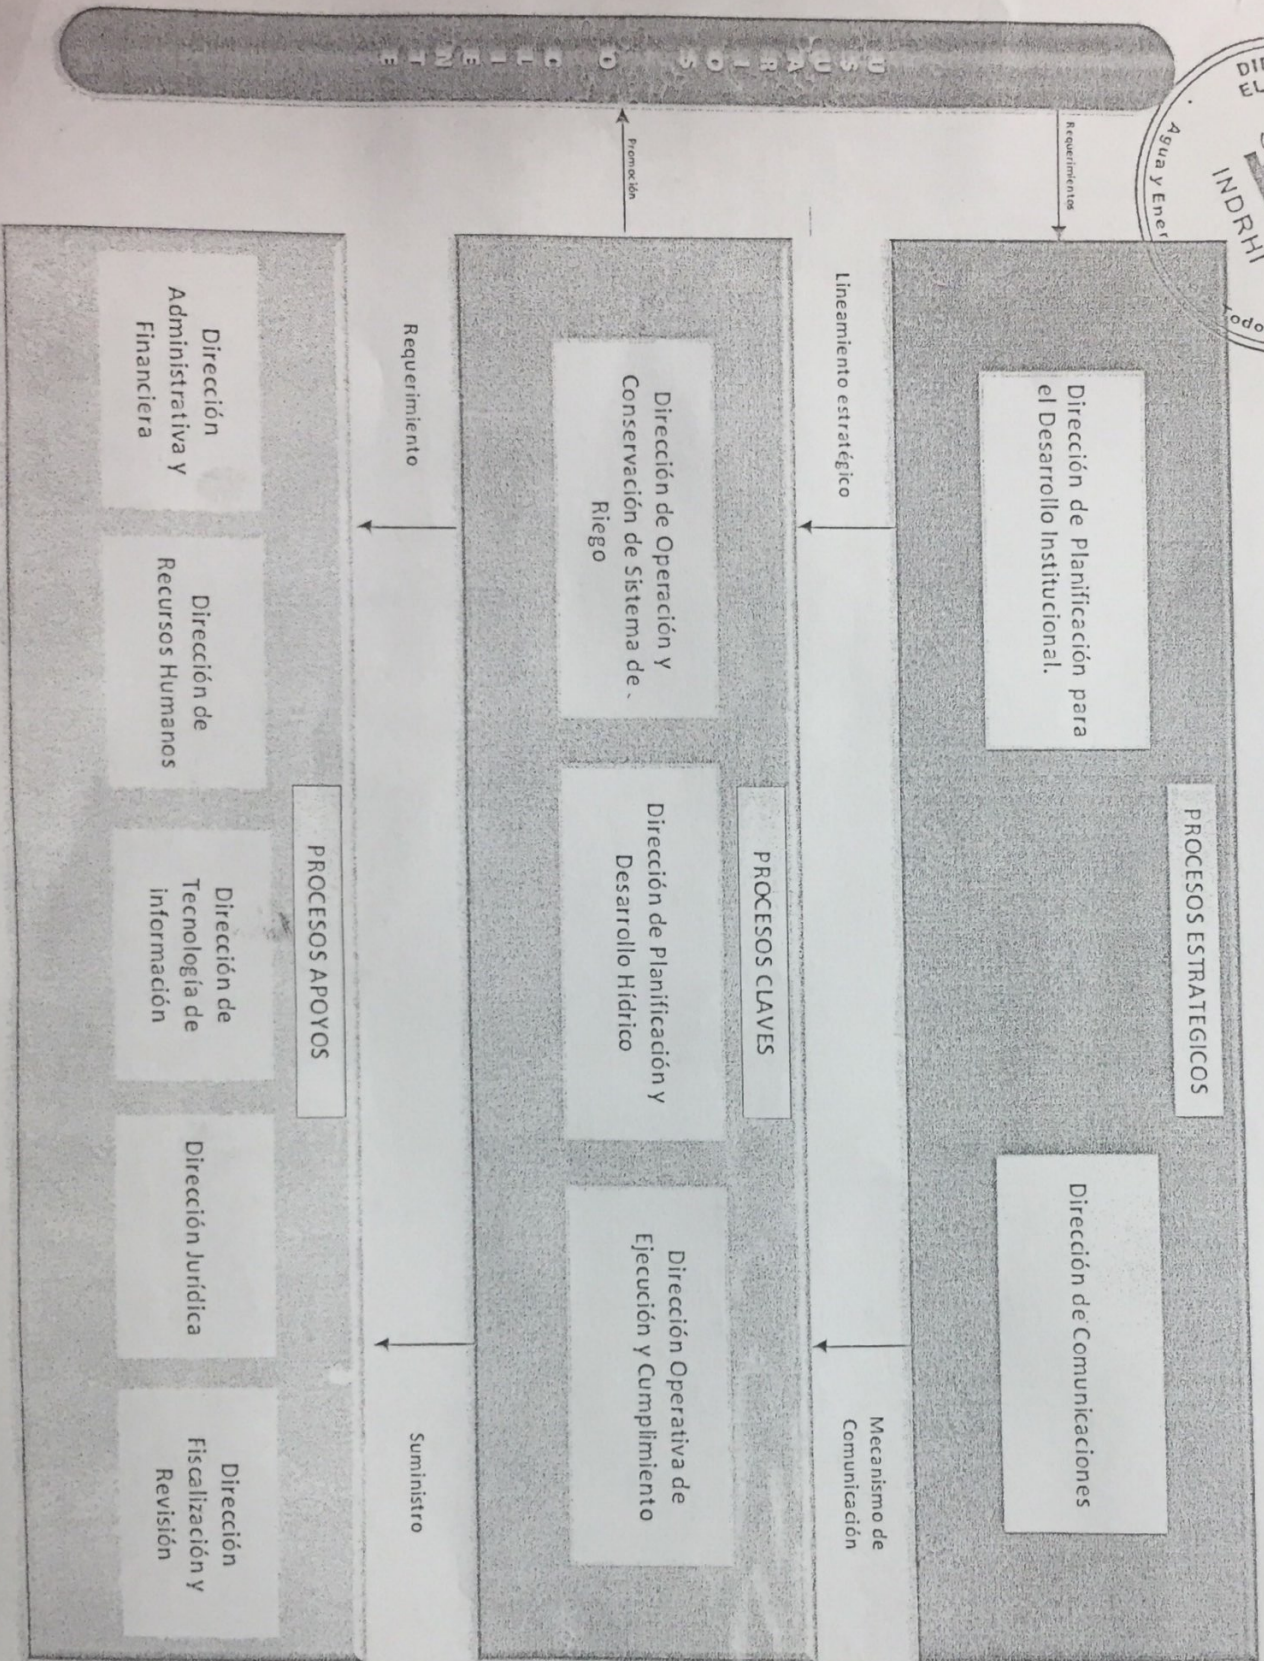 INDRHI
Agua y Ener
USUARIOS O CLIENTE
Requerimientos
Promoción
PROCESOS ESTRATEGICOS
Dirección de Planificación para
el Desarrollo Institucional.
Dirección de Comunicaciones
Lineamiento estratégico
Mecanismo de
Comunicación
PROCESOS CLAVES
Dirección de Operación y
Conservación de Sistema de
Riego
Dirección de Planificación y
Desarrollo Hídrico
Dirección Operativa de
Ejecución y Cumplimiento
Requerimiento
Suministro
PROCESOS APOYOS
Dirección
Administrativa y
Financiera
Dirección de
Recursos Humanos
Dirección de
Tecnología de
información
Dirección Jurídica
Dirección
Fiscalización y
Revisión